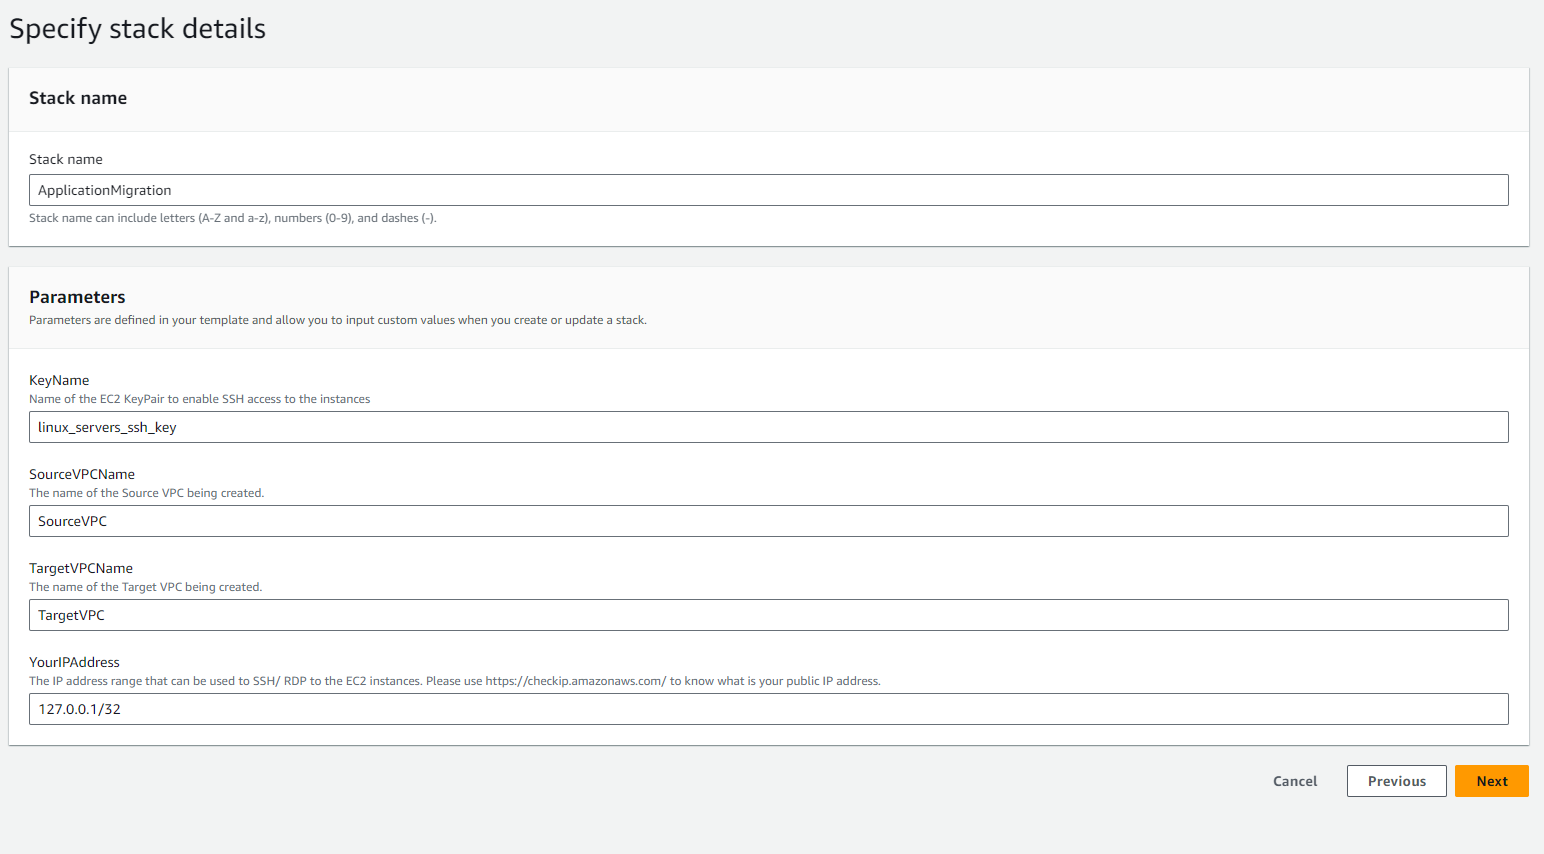 Specify stack details
Stack name
Stack name
ApplicationMigration
Stack name can include letters (A-Z and a-z), numbers (0-9), and dashes (-).
Parameters
Parameters are defined in your template and allow you to input custom values when you create or update a stack.
KeyName
Name of the EC2 KeyPair to enable SSH access to the instances
linux_servers_ssh_key
SourceVPCName
The name of the Source VPC being created.
SourceVPC
TargetVPCName
The name of the Target VPC being created.
TargetVPC
YourIPAddress
The IP address range that can be used to SSH/ RDP to the EC2 instances. Please use https://checkip.amazonaws.com/ to know what is your public IP address.
127.0.0.1/32
Cancel Previous Next